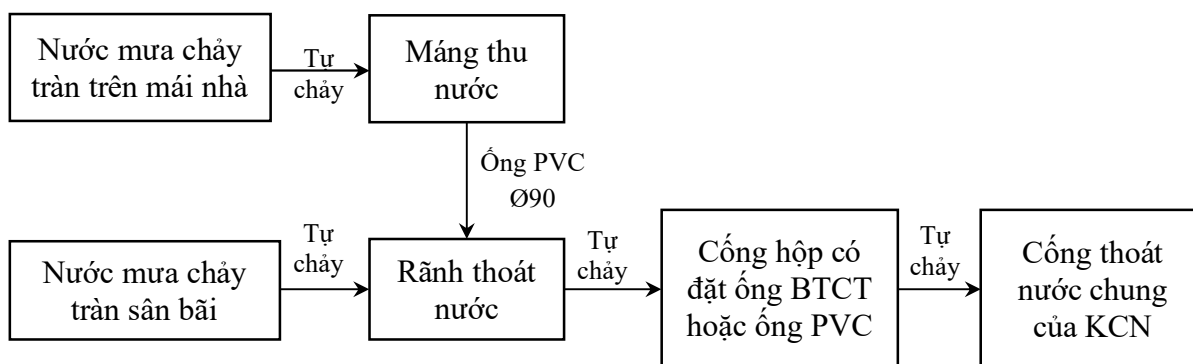 Nước mưa chảy
tràn trên mái nhà
Tự
chảy
Máng thu
nước
Ống PVC
Ø90
Nước mưa chảy
tràn sân bãi
Tự
chảy
Rãnh thoát
nước
Tự
chảy
Cống hộp có
đặt ống BTCT
hoặc ống PVC
Tự
chảy
Cống thoát
nước chung
của KCN